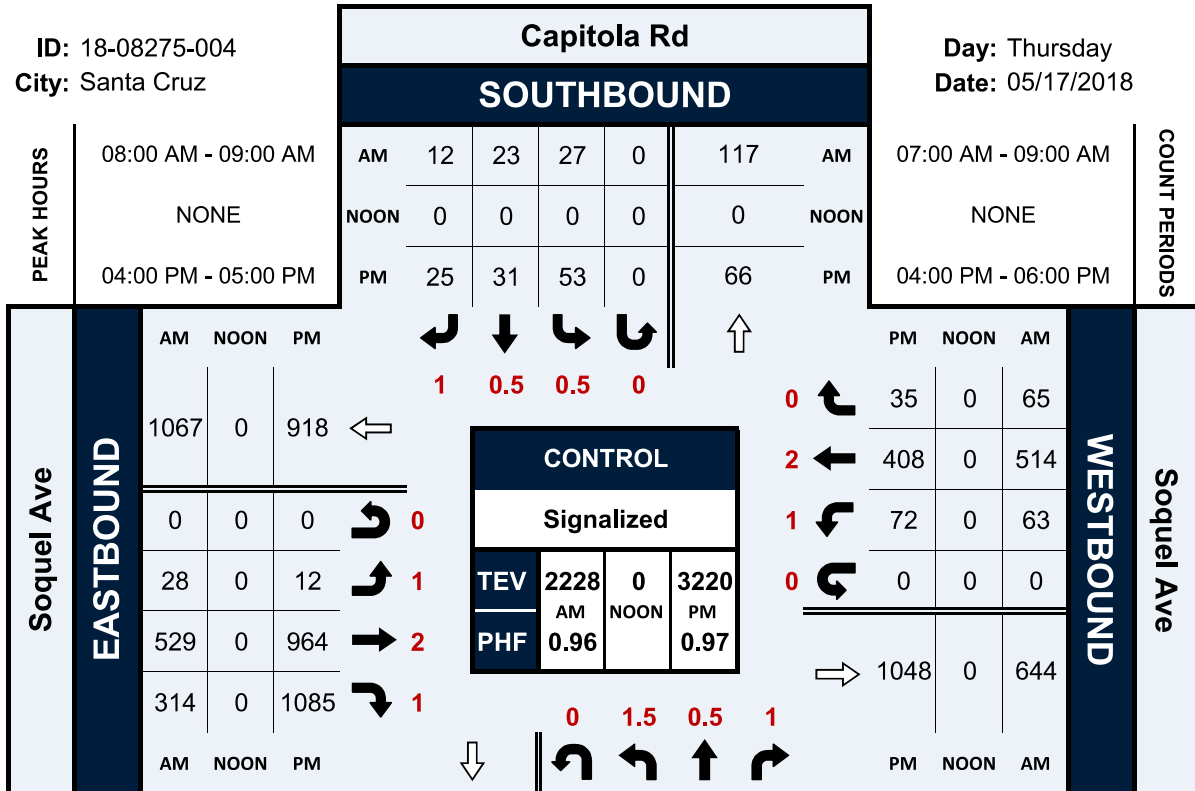 ID: 18-08275-004
City: Santa Cruz
Capitola Rd
SOUTHBOUND
Day: Thursday
Date: 05/17/2018
PEAK HOURS
08:00 AM - 09:00 AM
NONE
04:00 PM - 05:00 PM
AM 12 23 27 0 117 AM
NOON 0 0 0 0 0 NOON
PM 25 31 53 0 66 PM
07:00 AM - 09:00 AM
NONE
04:00 PM - 06:00 PM
COUNT PERIODS
1 0.5 0.5 0
Soquel Ave
EASTBOUND
AM NOON PM
1067 0 918
0 0 0 0
28 0 12 1
529 0 964 2
314 0 1085 1
AM NOON PM
CONTROL
Signalized
TEV 2228 0 3220
AM NOON PM
PHF 0.96 0.97
PM NOON AM
0 35 0 65
2 408 0 514
1 72 0 63
0 0 0 0
1048 0 644
PM NOON AM
WESTBOUND
Soquel Ave
0 1.5 0.5 1